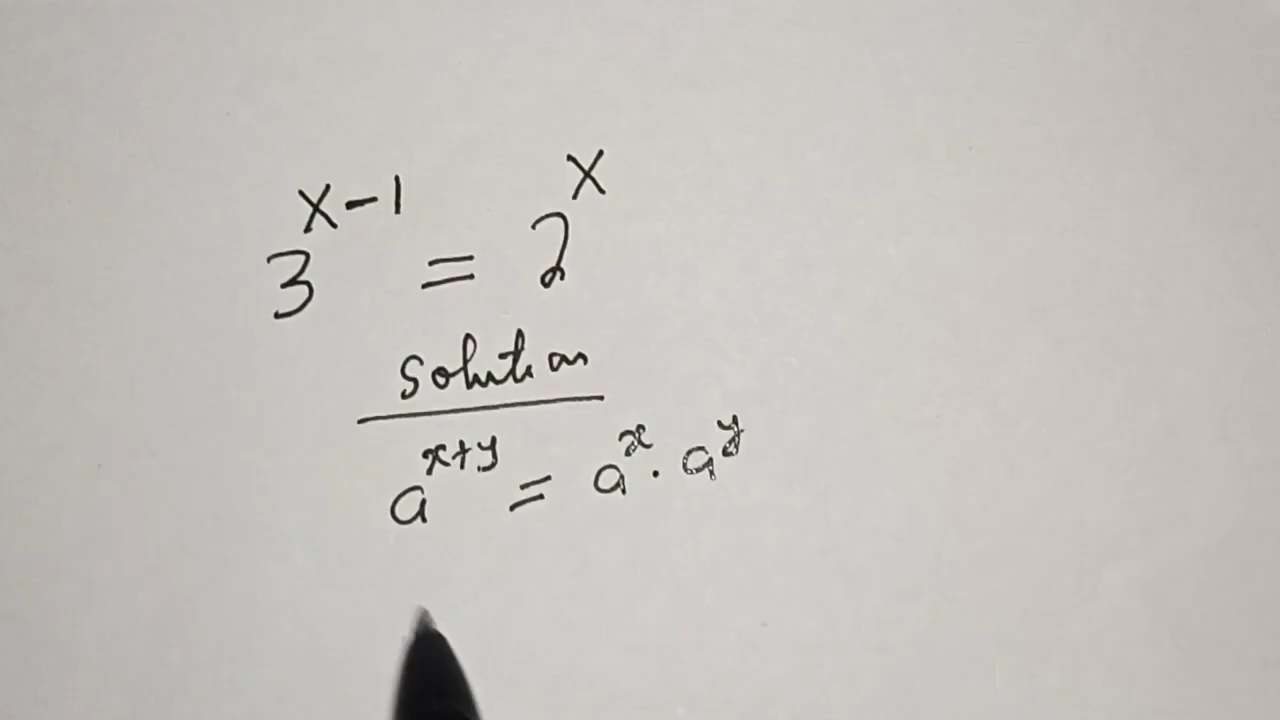 3^{x-1} = 2^x
Solution
a^{x+y} = a^x · a^y